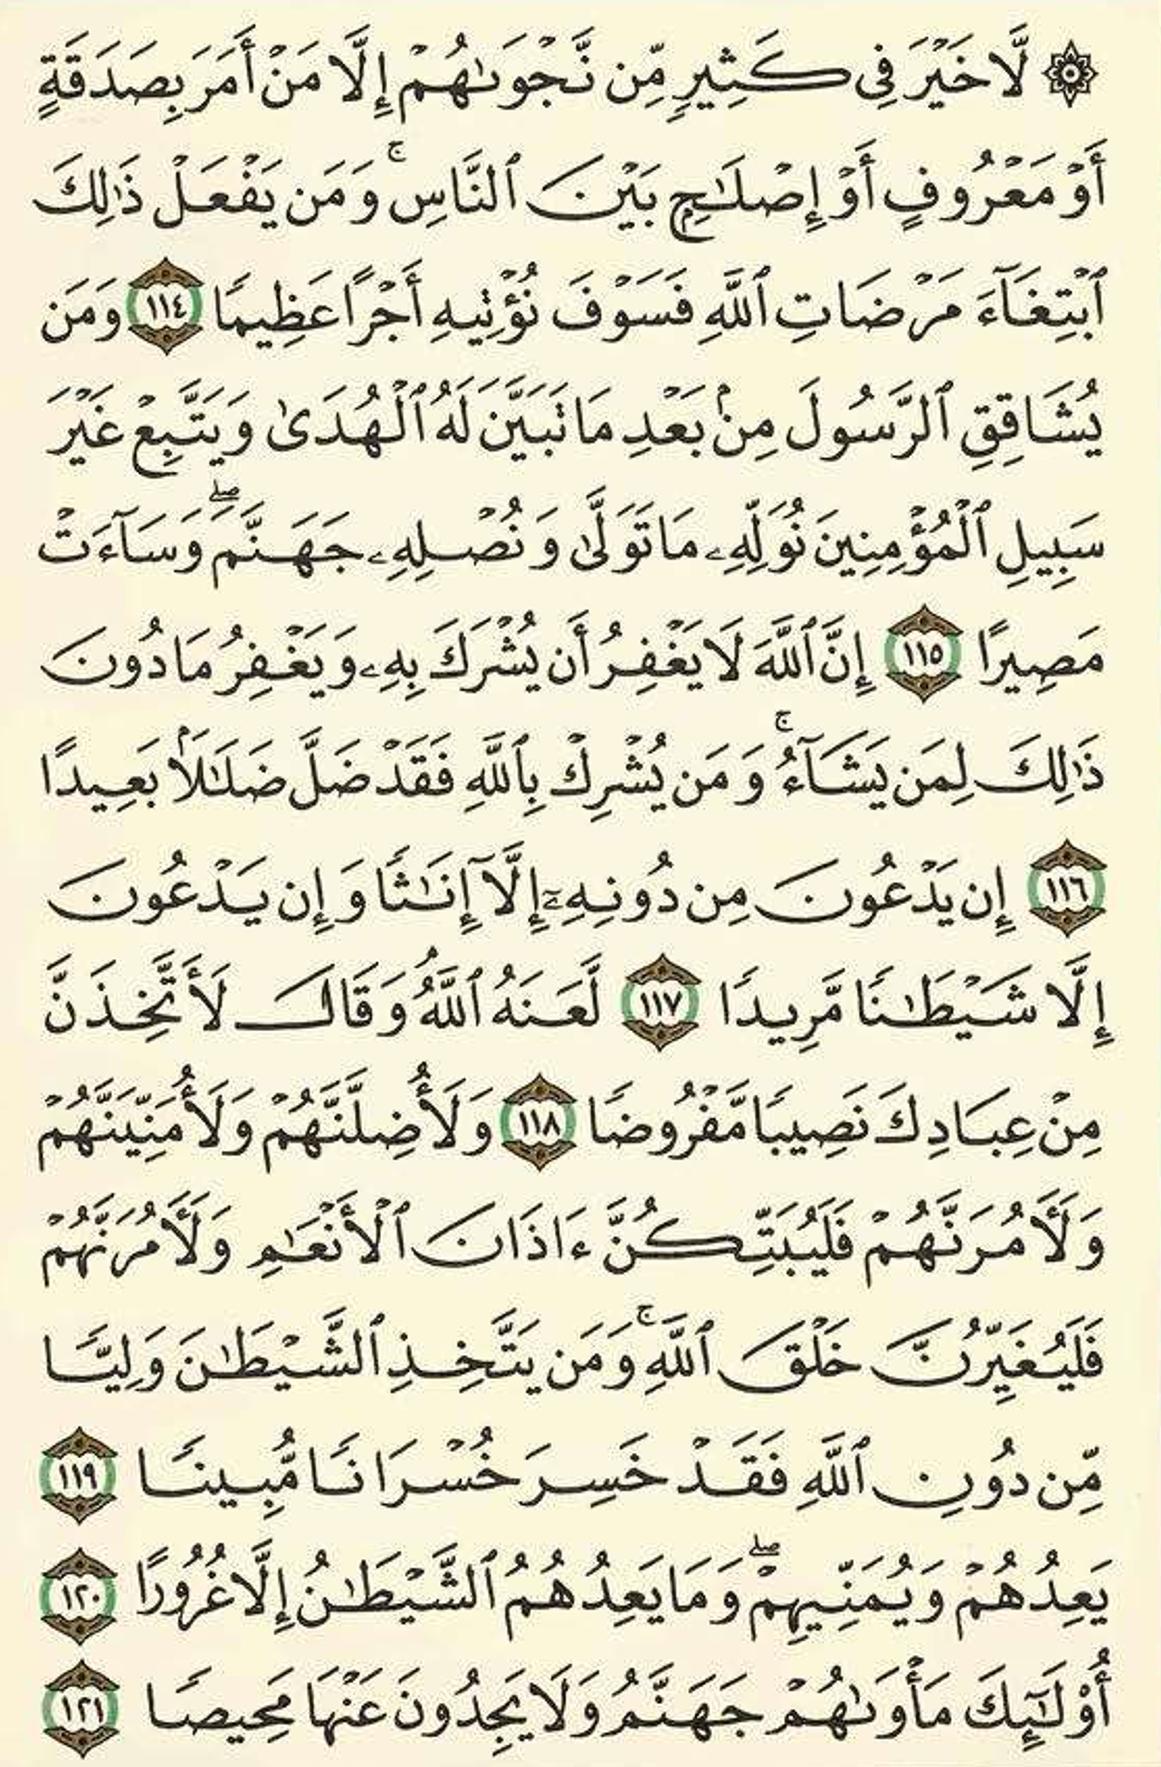 ۞ لَّا خَيْرَ فِى كَثِيرٍ مِّن نَّجْوَىٰهُمْ إِلَّا مَنْ أَمَرَ بِصَدَقَةٍ
أَوْ مَعْرُوفٍ أَوْ إِصْلَـٰحٍۭ بَيْنَ ٱلنَّاسِ ۚ وَمَن يَفْعَلْ ذَٰلِكَ
ٱبْتِغَآءَ مَرْضَاتِ ٱللَّهِ فَسَوْفَ نُؤْتِيهِ أَجْرًا عَظِيمًا ١١٤ وَمَن
يُشَاقِقِ ٱلرَّسُولَ مِنۢ بَعْدِ مَا تَبَيَّنَ لَهُ ٱلْهُدَىٰ وَيَتَّبِعْ غَيْرَ
سَبِيلِ ٱلْمُؤْمِنِينَ نُوَلِّهِۦ مَا تَوَلَّىٰ وَنُصْلِهِۦ جَهَنَّمَ ۖ وَسَآءَتْ
مَصِيرًا ١١٥ إِنَّ ٱللَّهَ لَا يَغْفِرُ أَن يُشْرَكَ بِهِۦ وَيَغْفِرُ مَا دُونَ
ذَٰلِكَ لِمَن يَشَآءُ ۚ وَمَن يُشْرِكْ بِٱللَّهِ فَقَدْ ضَلَّ ضَلَـٰلًۢا بَعِيدًا
١١٦ إِن يَدْعُونَ مِن دُونِهِۦٓ إِلَّآ إِنَـٰثًا وَإِن يَدْعُونَ
إِلَّا شَيْطَـٰنًا مَّرِيدًا ١١٧ لَّعَنَهُ ٱللَّهُ ۘ وَقَالَ لَأَتَّخِذَنَّ
مِنْ عِبَادِكَ نَصِيبًا مَّفْرُوضًا ١١٨ وَلَأُضِلَّنَّهُمْ وَلَأُمَنِّيَنَّهُمْ
وَلَـَٔامُرَنَّهُمْ فَلَيُبَتِّكُنَّ ءَاذَانَ ٱلْأَنْعَـٰمِ وَلَـَٔامُرَنَّهُمْ
فَلَيُغَيِّرُنَّ خَلْقَ ٱللَّهِ ۚ وَمَن يَتَّخِذِ ٱلشَّيْطَـٰنَ وَلِيًّا
مِّن دُونِ ٱللَّهِ فَقَدْ خَسِرَ خُسْرَانًا مُّبِينًا ١١٩
يَعِدُهُمْ وَيُمَنِّيهِمْ ۖ وَمَا يَعِدُهُمُ ٱلشَّيْطَـٰنُ إِلَّا غُرُورًا ١٢٠
أُو۟لَـٰٓئِكَ مَأْوَىٰهُمْ جَهَنَّمُ وَلَا يَجِدُونَ عَنْهَا مَحِيصًا ١٢١